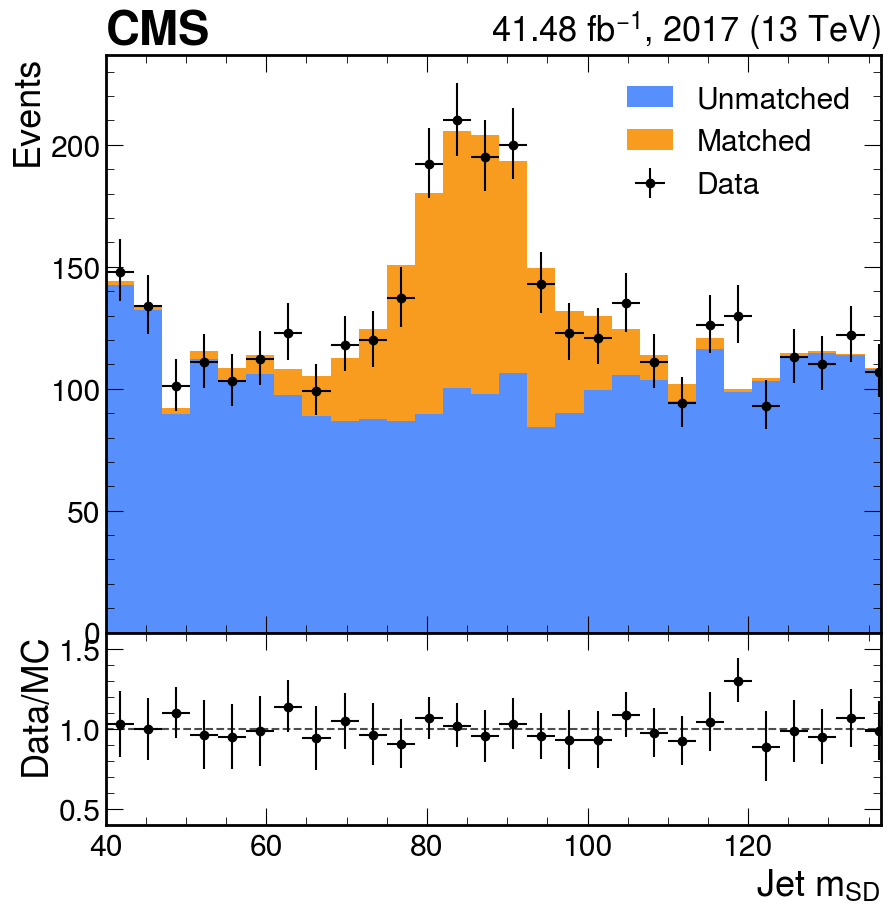 CMS 41.48 fb⁻¹, 2017 (13 TeV)
Events
200
150
100
50
0
Unmatched
Matched
Data
Data/MC
1.5
1.0
0.5
40 60 80 100 120
Jet m_SD